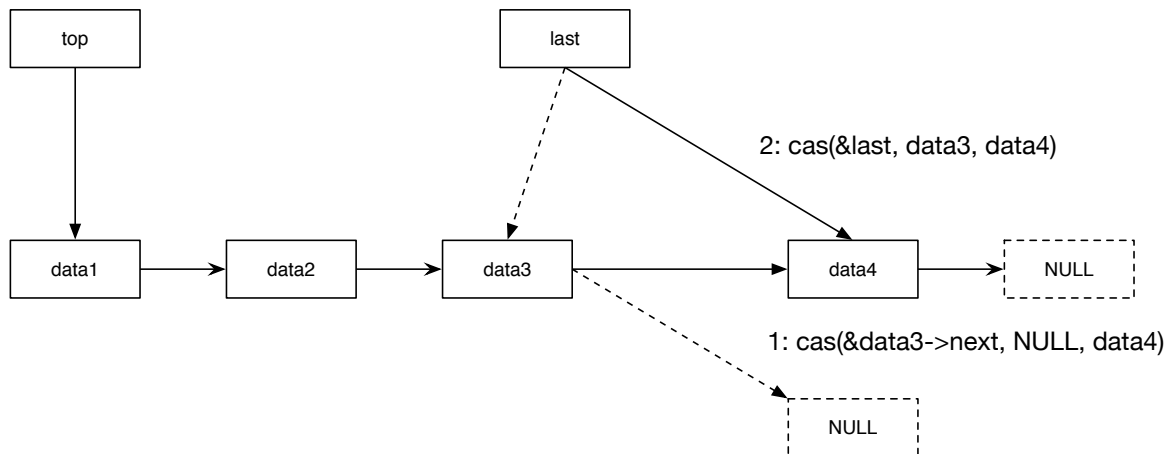 top
last
2: cas(&last, data3, data4)
data1
data2
data3
data4
NULL
1: cas(&data3->next, NULL, data4)
NULL